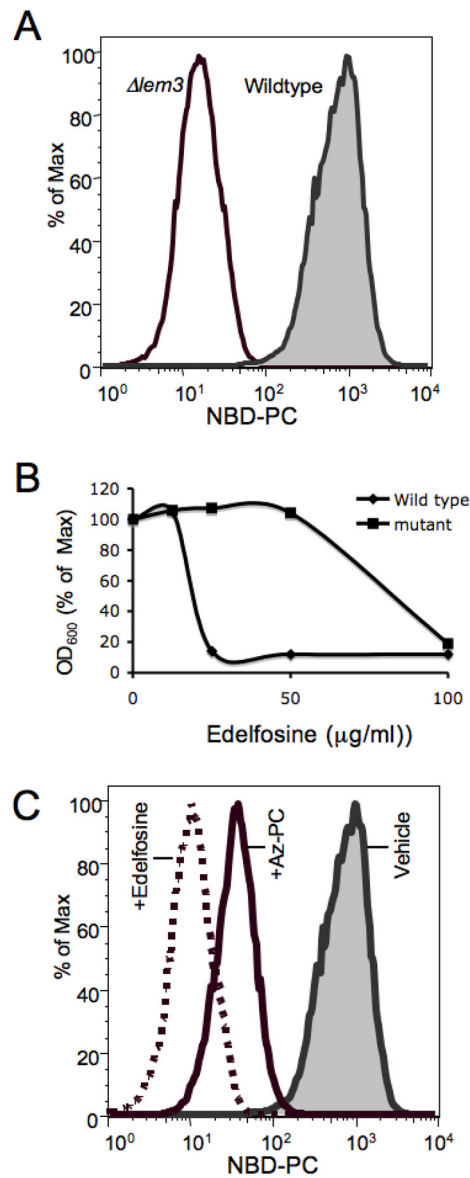 A
Δlem3 Wildtype
% of Max
100
80
60
40
20
0
10⁰ 10¹ 10² 10³ 10⁴
NBD-PC
B
OD₆₀₀ (% of Max)
120
100
80
60
40
20
0
Wild type
mutant
0 50 100
Edelfosine (μg/ml))
C
% of Max
100
80
60
40
20
0
+Edelfosine
+Az-PC
Vehicle
10⁰ 10¹ 10² 10³ 10⁴
NBD-PC